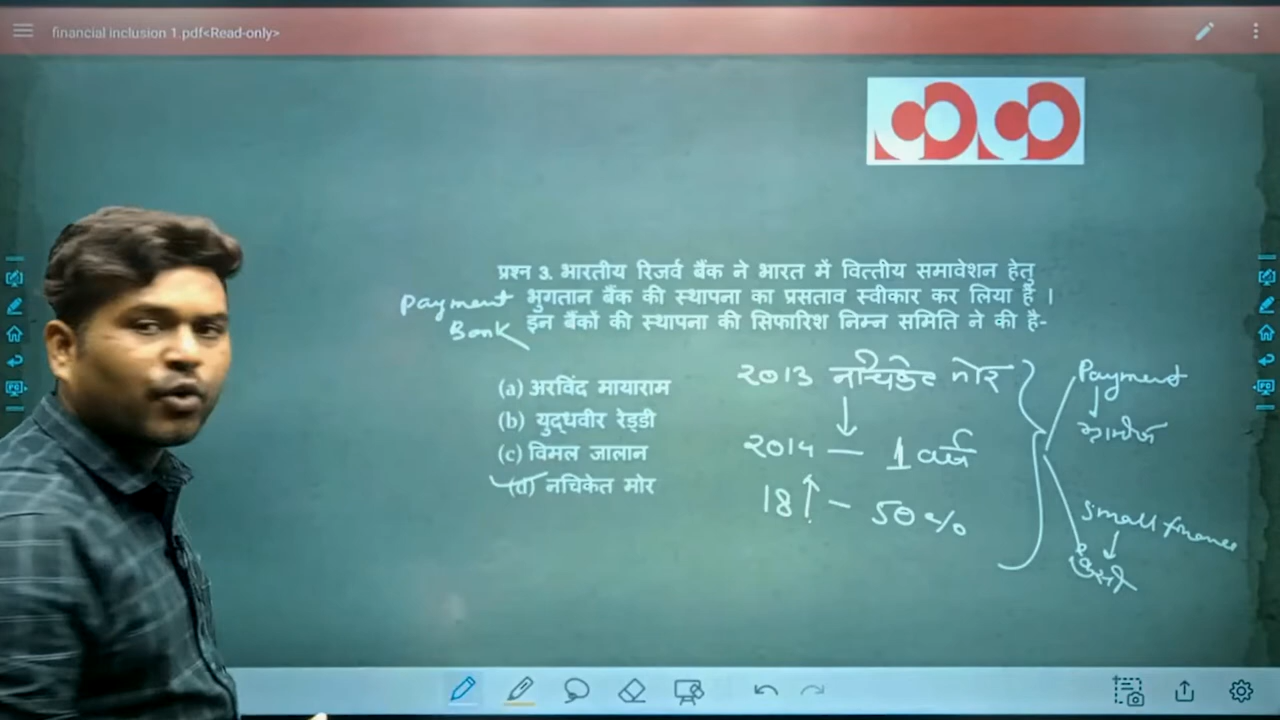 financial inclusion 1.pdf<Read-only>
प्रश्न 3. भारतीय रिजर्व बैंक ने भारत में वित्तीय समावेशन हेतु
भुगतान बैंक की स्थापना का प्रसताव स्वीकार कर लिया है ।
इन बैंकों की स्थापना की सिफारिश निम्न समिति ने की है-
Payment
Bank
(a) अरविंद मायाराम
(b) युद्धवीर रेड्डी
(c) विमल जालान
(d) नचिकेत मोर
2013 नचिकेट मोर
2014 — 1 वर्ष
18↑ - 50%
Payment
small finance